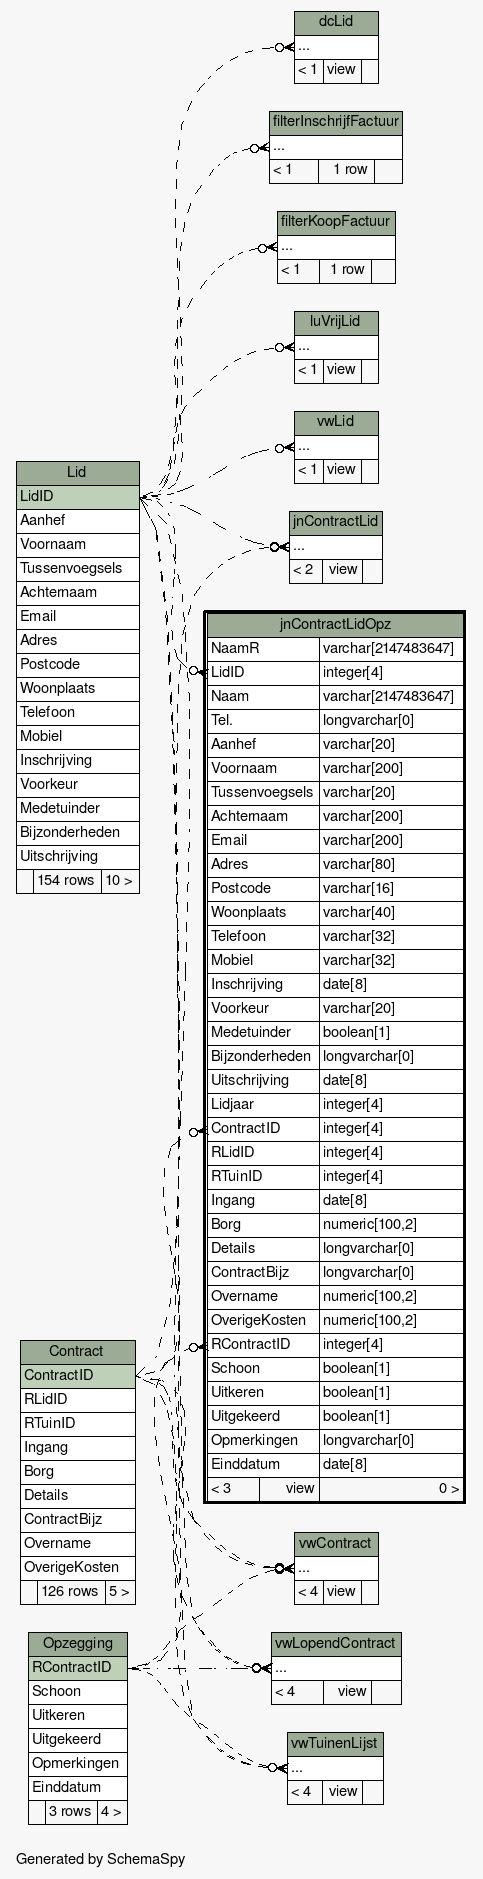 dcLid
...
< 1 view
filterInschrijfFactuur
...
< 1 1 row
filterKoopFactuur
...
< 1 1 row
luVrijLid
...
< 1 view
vwLid
...
< 1 view
jnContractLid
...
< 2 view
Lid
LidID
Aanhef
Voornaam
Tussenvoegsels
Achternaam
Email
Adres
Postcode
Woonplaats
Telefoon
Mobiel
Inschrijving
Voorkeur
Medetuinder
Bijzonderheden
Uitschrijving
154 rows 10 >
jnContractLidOpz
NaamR varchar[2147483647]
LidID integer[4]
Naam varchar[2147483647]
Tel. longvarchar[0]
Aanhef varchar[20]
Voornaam varchar[200]
Tussenvoegsels varchar[20]
Achternaam varchar[200]
Email varchar[200]
Adres varchar[80]
Postcode varchar[16]
Woonplaats varchar[40]
Telefoon varchar[32]
Mobiel varchar[32]
Inschrijving date[8]
Voorkeur varchar[20]
Medetuinder boolean[1]
Bijzonderheden longvarchar[0]
Uitschrijving date[8]
Lidjaar integer[4]
ContractID integer[4]
RLidID integer[4]
RTuinID integer[4]
Ingang date[8]
Borg numeric[100,2]
Details longvarchar[0]
ContractBijz longvarchar[0]
Overname numeric[100,2]
OverigeKosten numeric[100,2]
RContractID integer[4]
Schoon boolean[1]
Uitkeren boolean[1]
Uitgekeerd boolean[1]
Opmerkingen longvarchar[0]
Einddatum date[8]
< 3 view 0 >
Contract
ContractID
RLidID
RTuinID
Ingang
Borg
Details
ContractBijz
Overname
OverigeKosten
126 rows 5 >
vwContract
...
< 4 view
Opzegging
RContractID
Schoon
Uitkeren
Uitgekeerd
Opmerkingen
Einddatum
3 rows 4 >
vwLopendContract
...
< 4 view
vwTuinenLijst
...
< 4 view
Generated by SchemaSpy